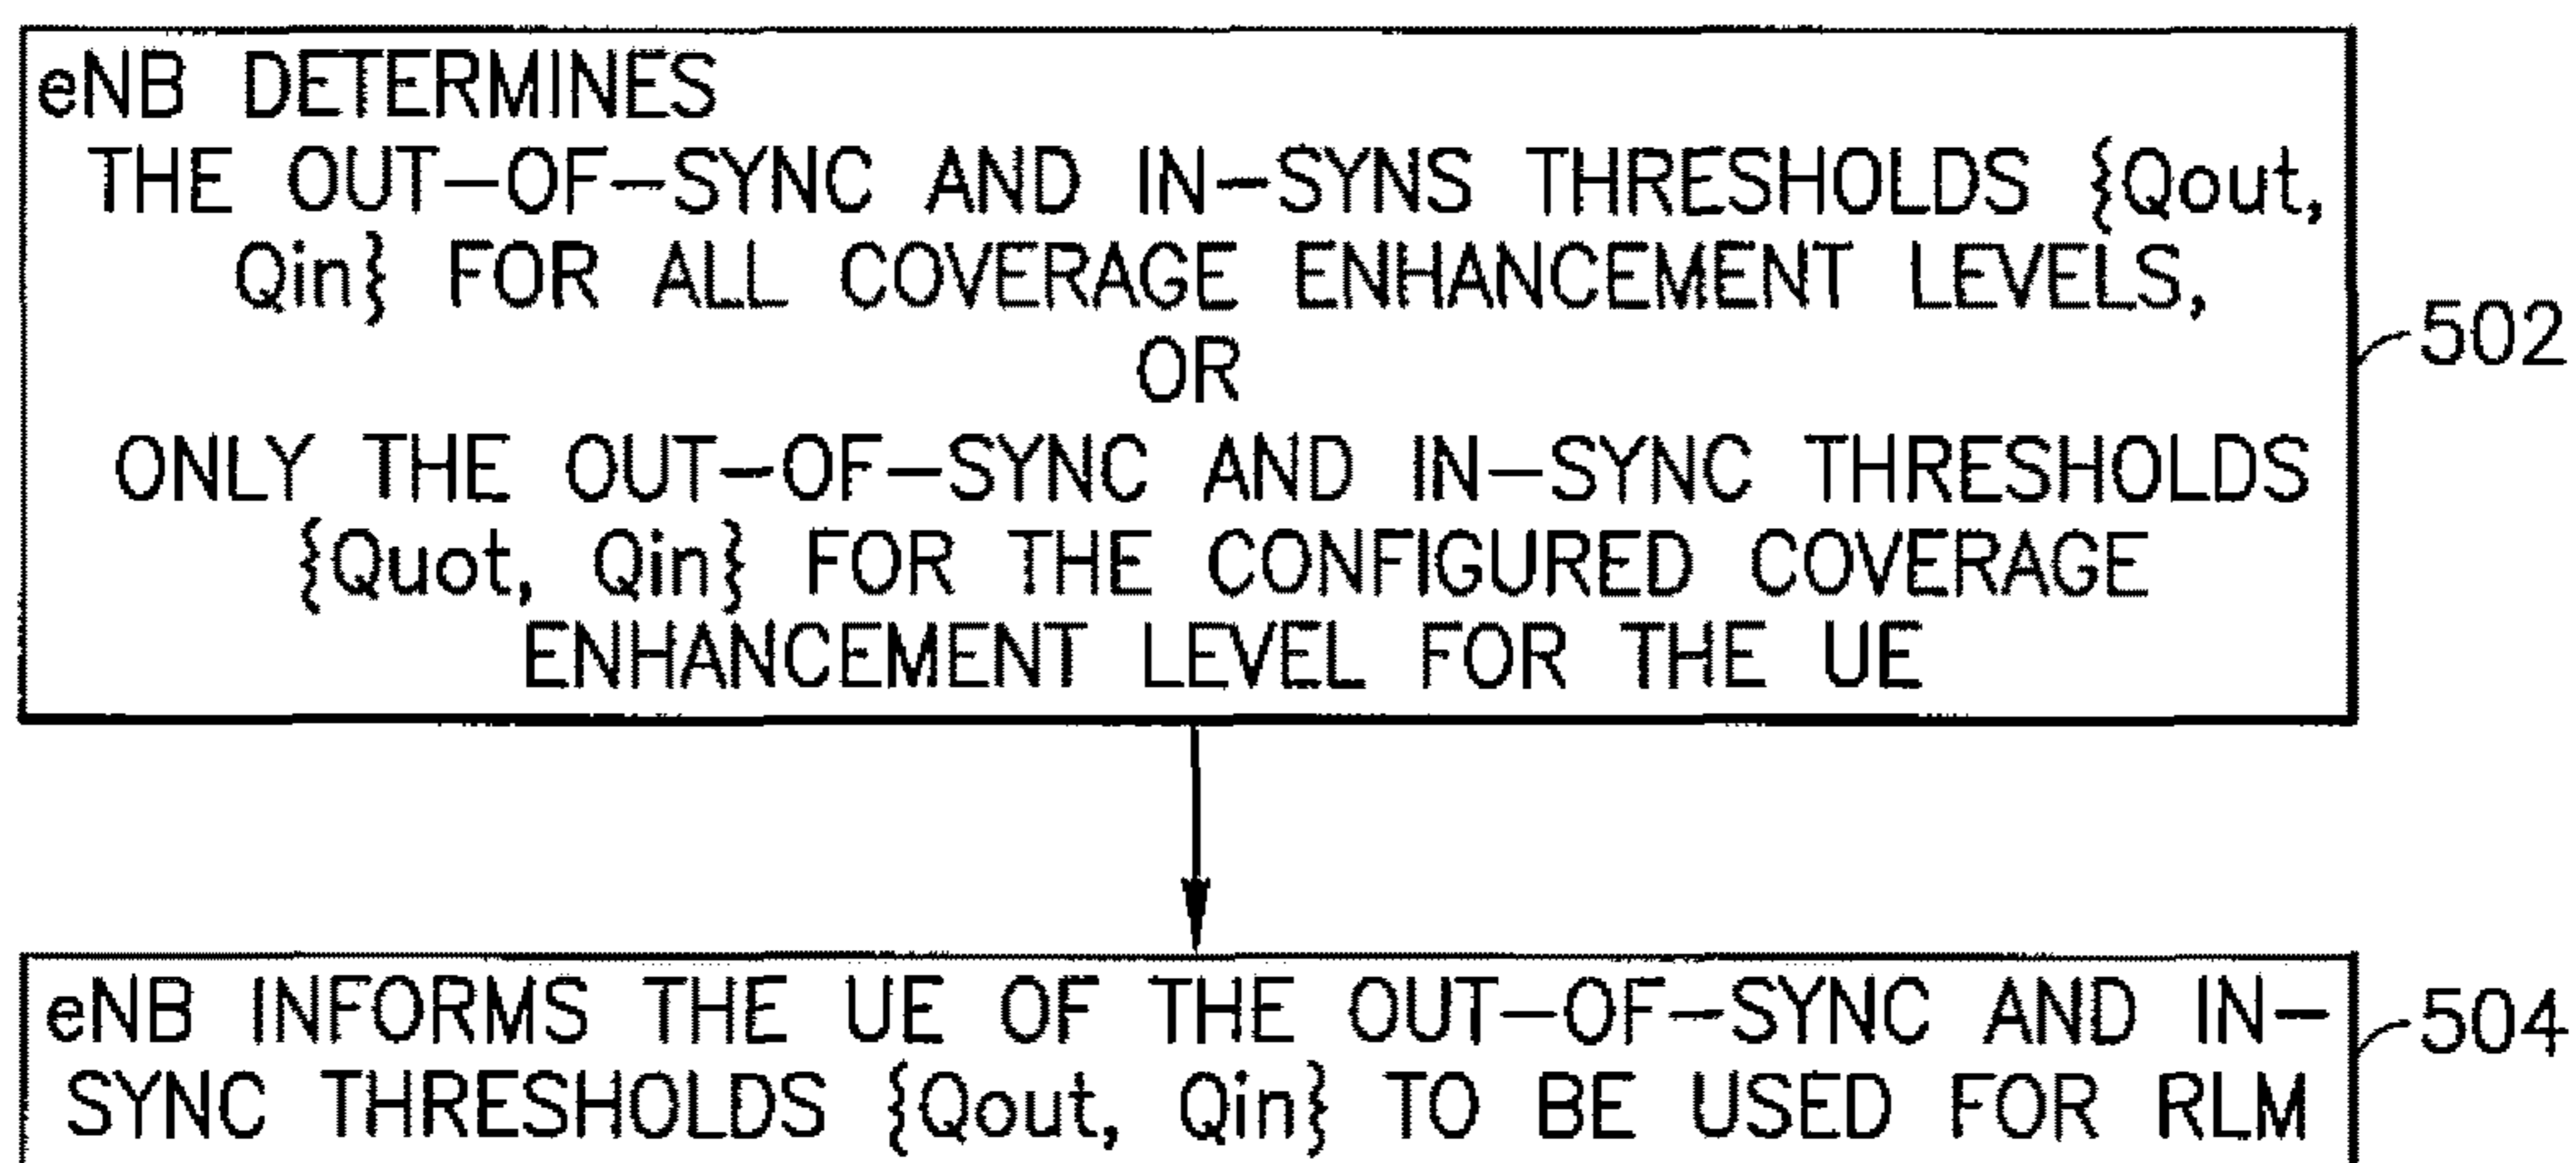 eNB DETERMINES
THE OUT-OF-SYNC AND IN-SYNS THRESHOLDS {Qout,
Qin} FOR ALL COVERAGE ENHANCEMENT LEVELS,
OR
ONLY THE OUT-OF-SYNC AND IN-SYNC THRESHOLDS
{Quot, Qin} FOR THE CONFIGURED COVERAGE
ENHANCEMENT LEVEL FOR THE UE
502
eNB INFORMS THE UE OF THE OUT-OF-SYNC AND IN-
SYNC THRESHOLDS {Qout, Qin} TO BE USED FOR RLM
504